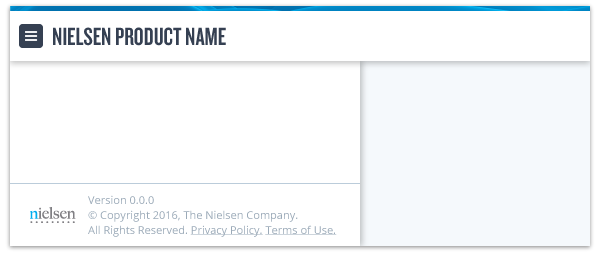 NIELSEN PRODUCT NAME
nielsen
Version 0.0.0
© Copyright 2016, The Nielsen Company.
All Rights Reserved. Privacy Policy. Terms of Use.